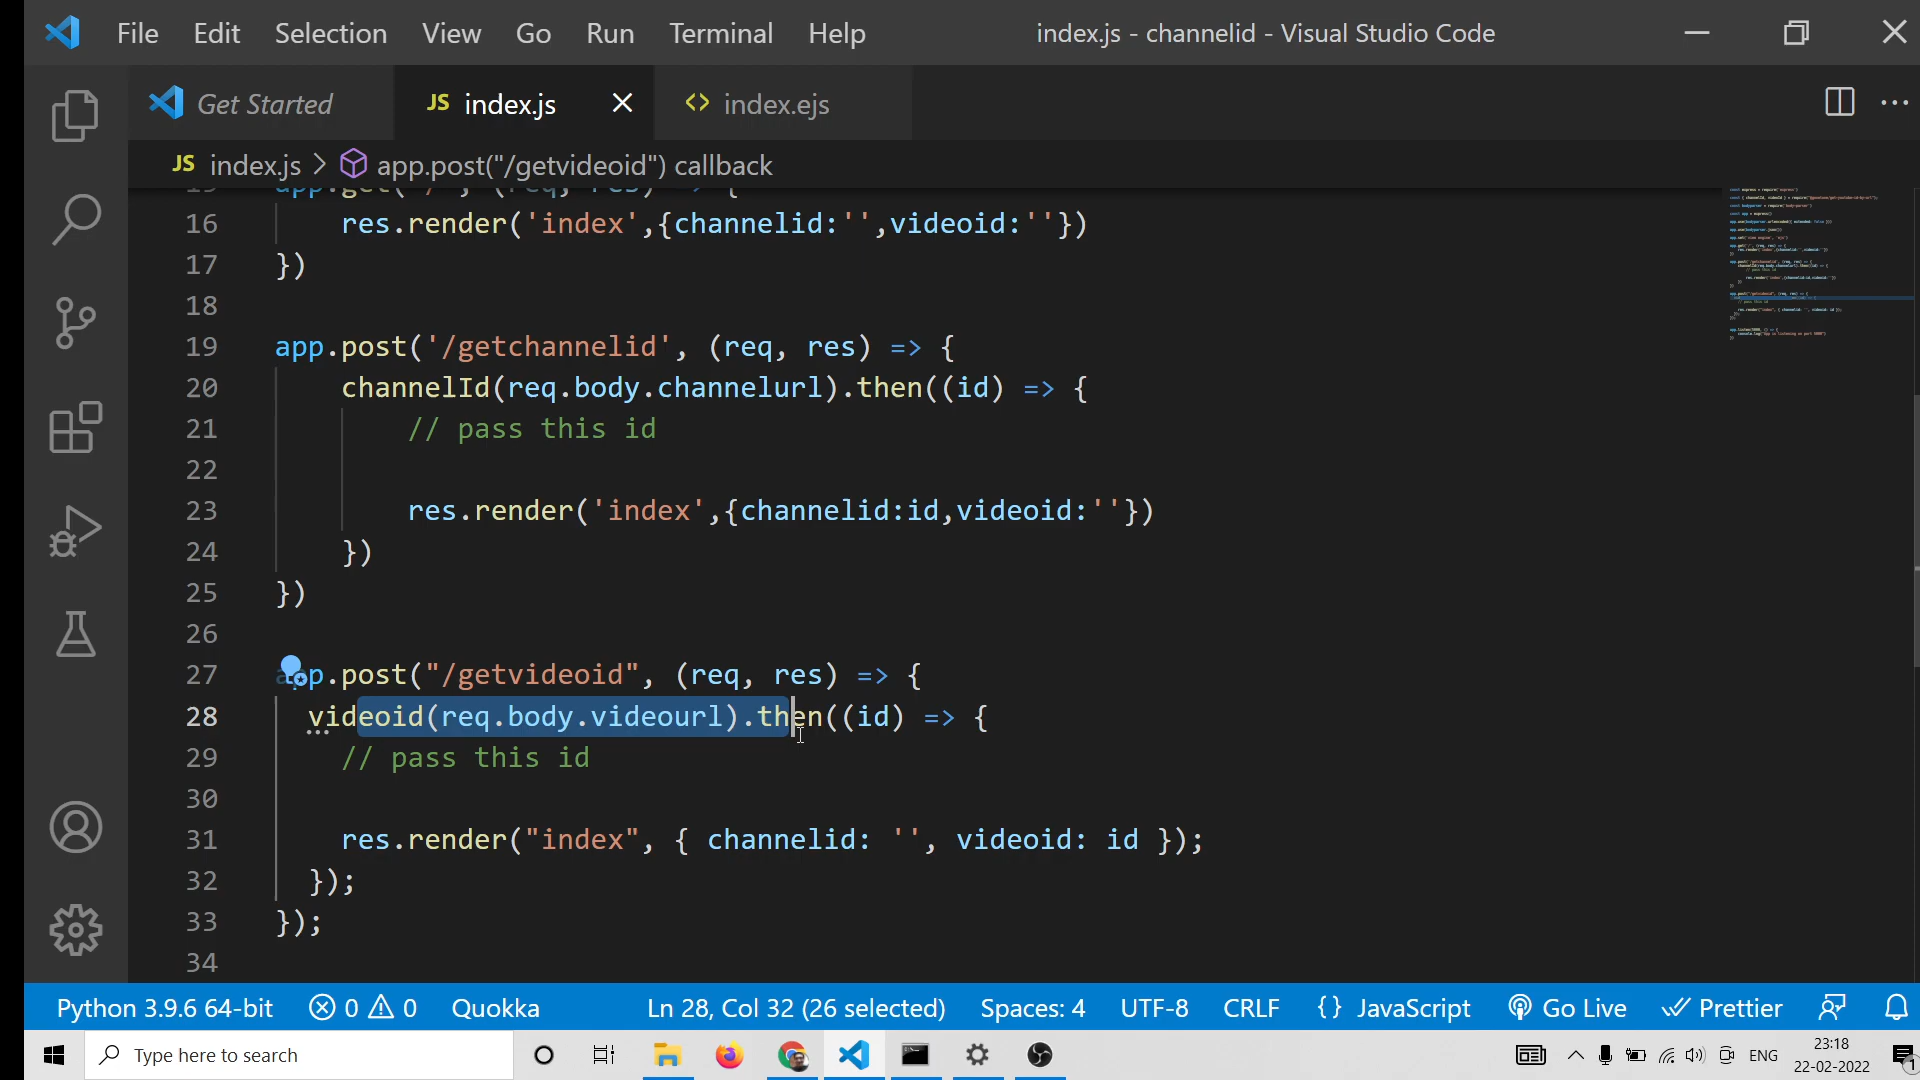 File Edit Selection View Go Run Terminal Help index.js - channelid - Visual Studio Code
Get Started JS index.js index.ejs
JS index.js > app.post("/getvideoid") callback
16 res.render('index',{channelid:'',videoid:''})
17 })
18
19 app.post('/getchannelid', (req, res) => {
20 channelId(req.body.channelurl).then((id) => {
21 // pass this id
22
23 res.render('index',{channelid:id,videoid:''})
24 })
25 })
26
27 app.post("/getvideoid", (req, res) => {
28 videoid(req.body.videourl).then((id) => {
29 // pass this id
30
31 res.render("index", { channelid: '', videoid: id });
32 });
33 });
34
Python 3.9.6 64-bit 0 0 Quokka Ln 28, Col 32 (26 selected) Spaces: 4 UTF-8 CRLF {} JavaScript Go Live Prettier
Type here to search ENG 23:18
22-02-2022 1